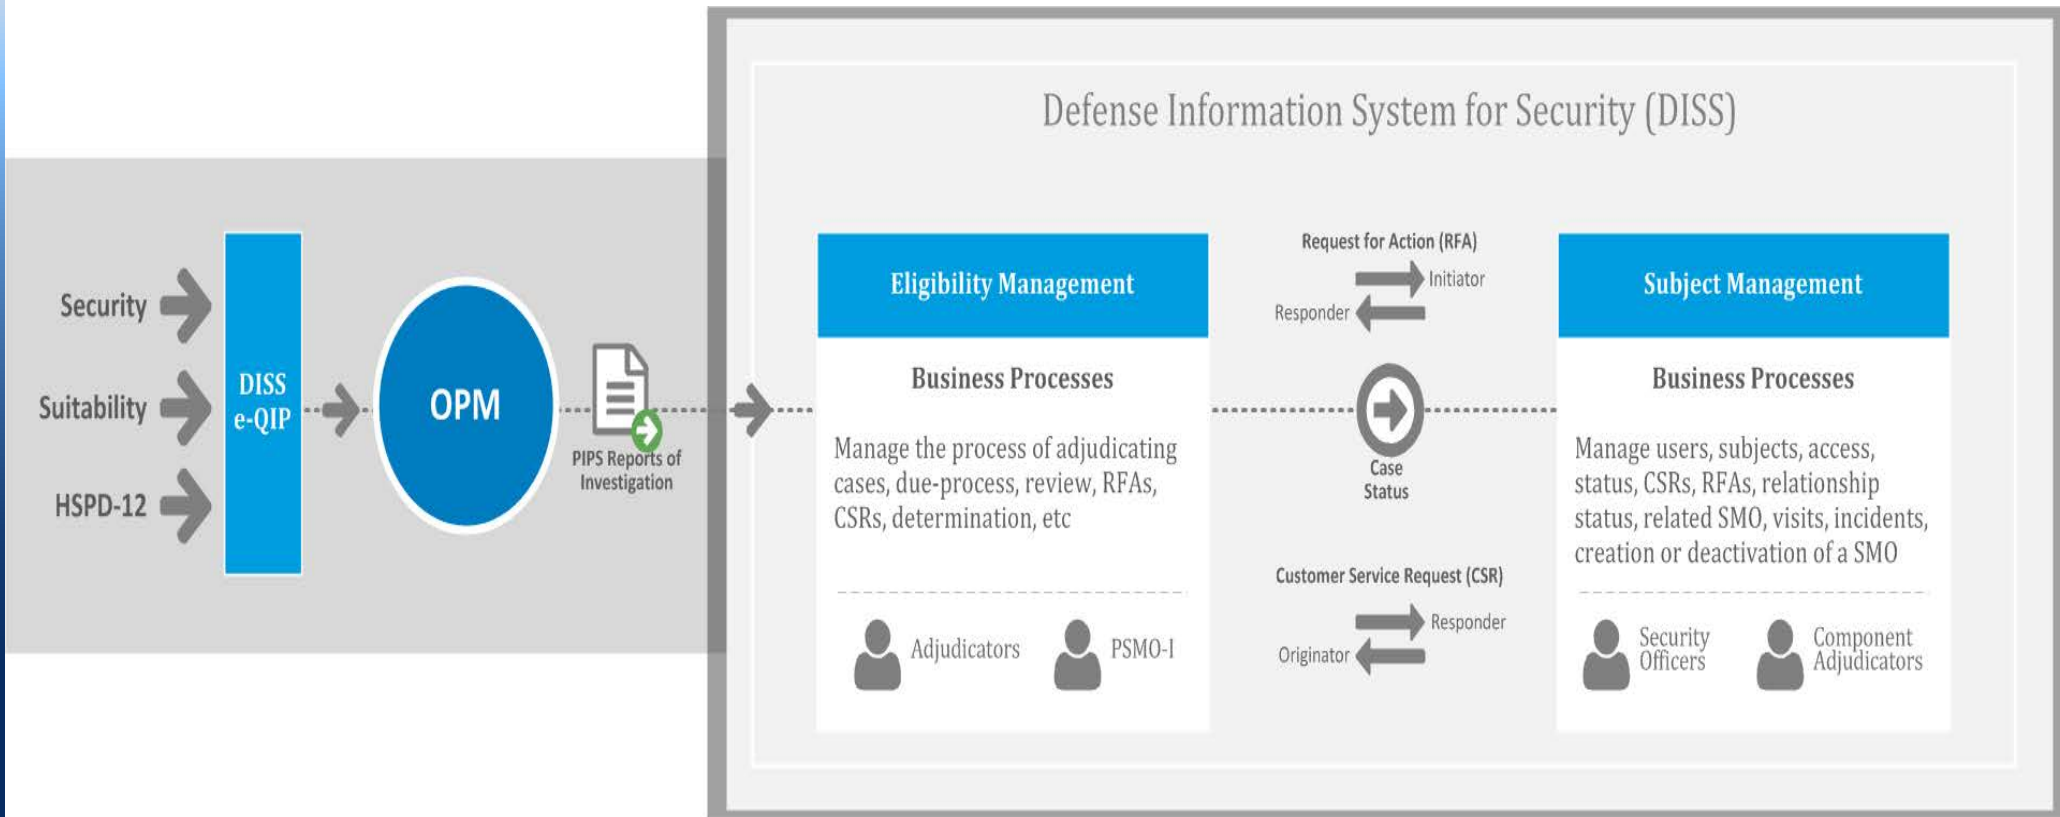 Defense Information System for Security (DISS)
Security
Suitability
HSPD-12
DISS
e-QIP
OPM
PIPS Reports of
Investigation
Eligibility Management
Business Processes
Manage the process of adjudicating
cases, due-process, review, RFAs,
CSRs, determination, etc
Adjudicators
PSMO-I
Request for Action (RFA)
Initiator
Responder
Case
Status
Customer Service Request (CSR)
Responder
Originator
Subject Management
Business Processes
Manage users, subjects, access,
status, CSRs, RFAs, relationship
status, related SMO, visits, incidents,
creation or deactivation of a SMO
Security
Officers
Component
Adjudicators